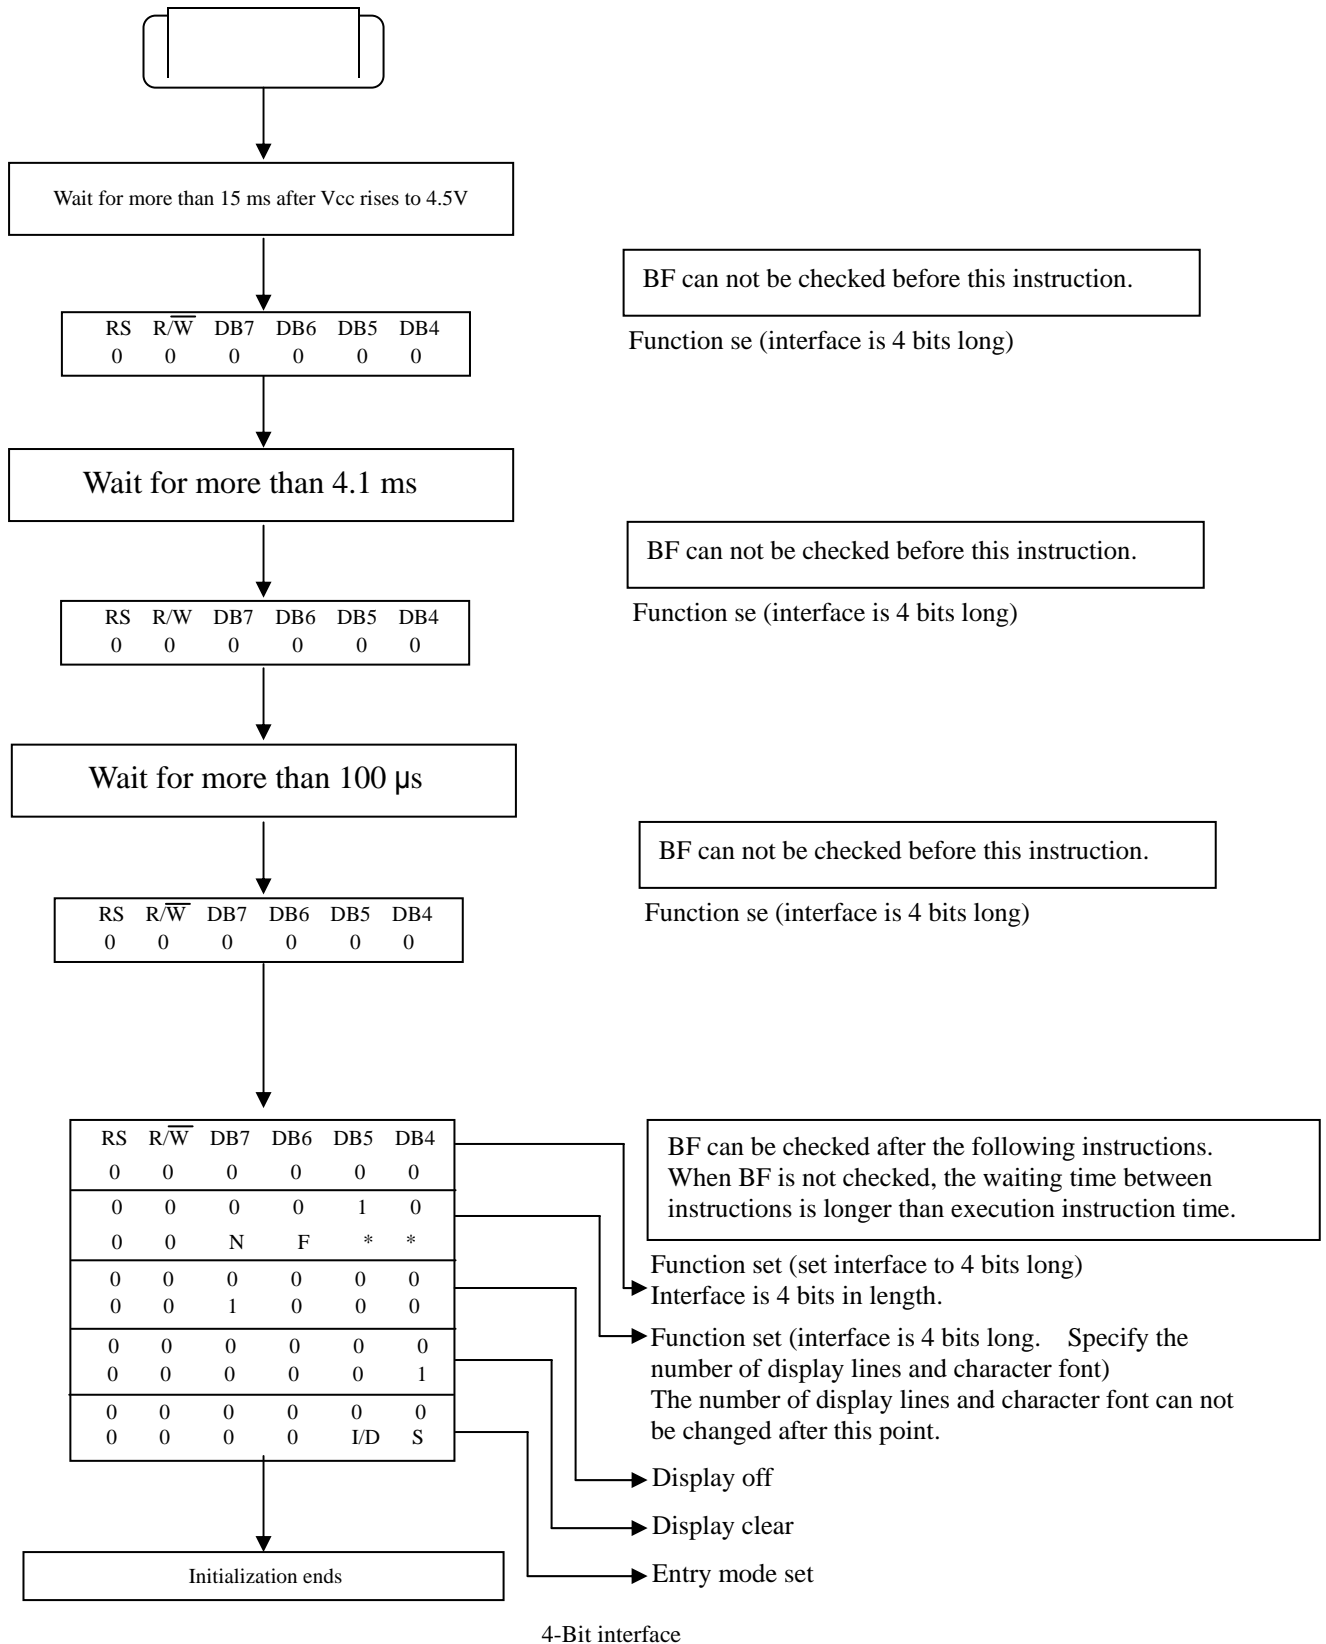 Wait for more than 15 ms after Vcc rises to 4.5V
BF can not be checked before this instruction.
RS R/W̅ DB7 DB6 DB5 DB4
0 0 0 0 0 0
Function se (interface is 4 bits long)
Wait for more than 4.1 ms
BF can not be checked before this instruction.
RS R/W DB7 DB6 DB5 DB4
0 0 0 0 0 0
Function se (interface is 4 bits long)
Wait for more than 100 μs
BF can not be checked before this instruction.
RS R/W̅ DB7 DB6 DB5 DB4
0 0 0 0 0 0
Function se (interface is 4 bits long)
RS R/W̅ DB7 DB6 DB5 DB4
0 0 0 0 0 0
0 0 0 0 1 0
0 0 N F * *
0 0 0 0 0 0
0 0 1 0 0 0
0 0 0 0 0 0
0 0 0 0 0 1
0 0 0 0 0 0
0 0 0 0 I/D S
BF can be checked after the following instructions.
When BF is not checked, the waiting time between
instructions is longer than execution instruction time.
Function set (set interface to 4 bits long)
Interface is 4 bits in length.
Function set (interface is 4 bits long. Specify the
number of display lines and character font)
The number of display lines and character font can not
be changed after this point.
Display off
Display clear
Entry mode set
Initialization ends
4-Bit interface